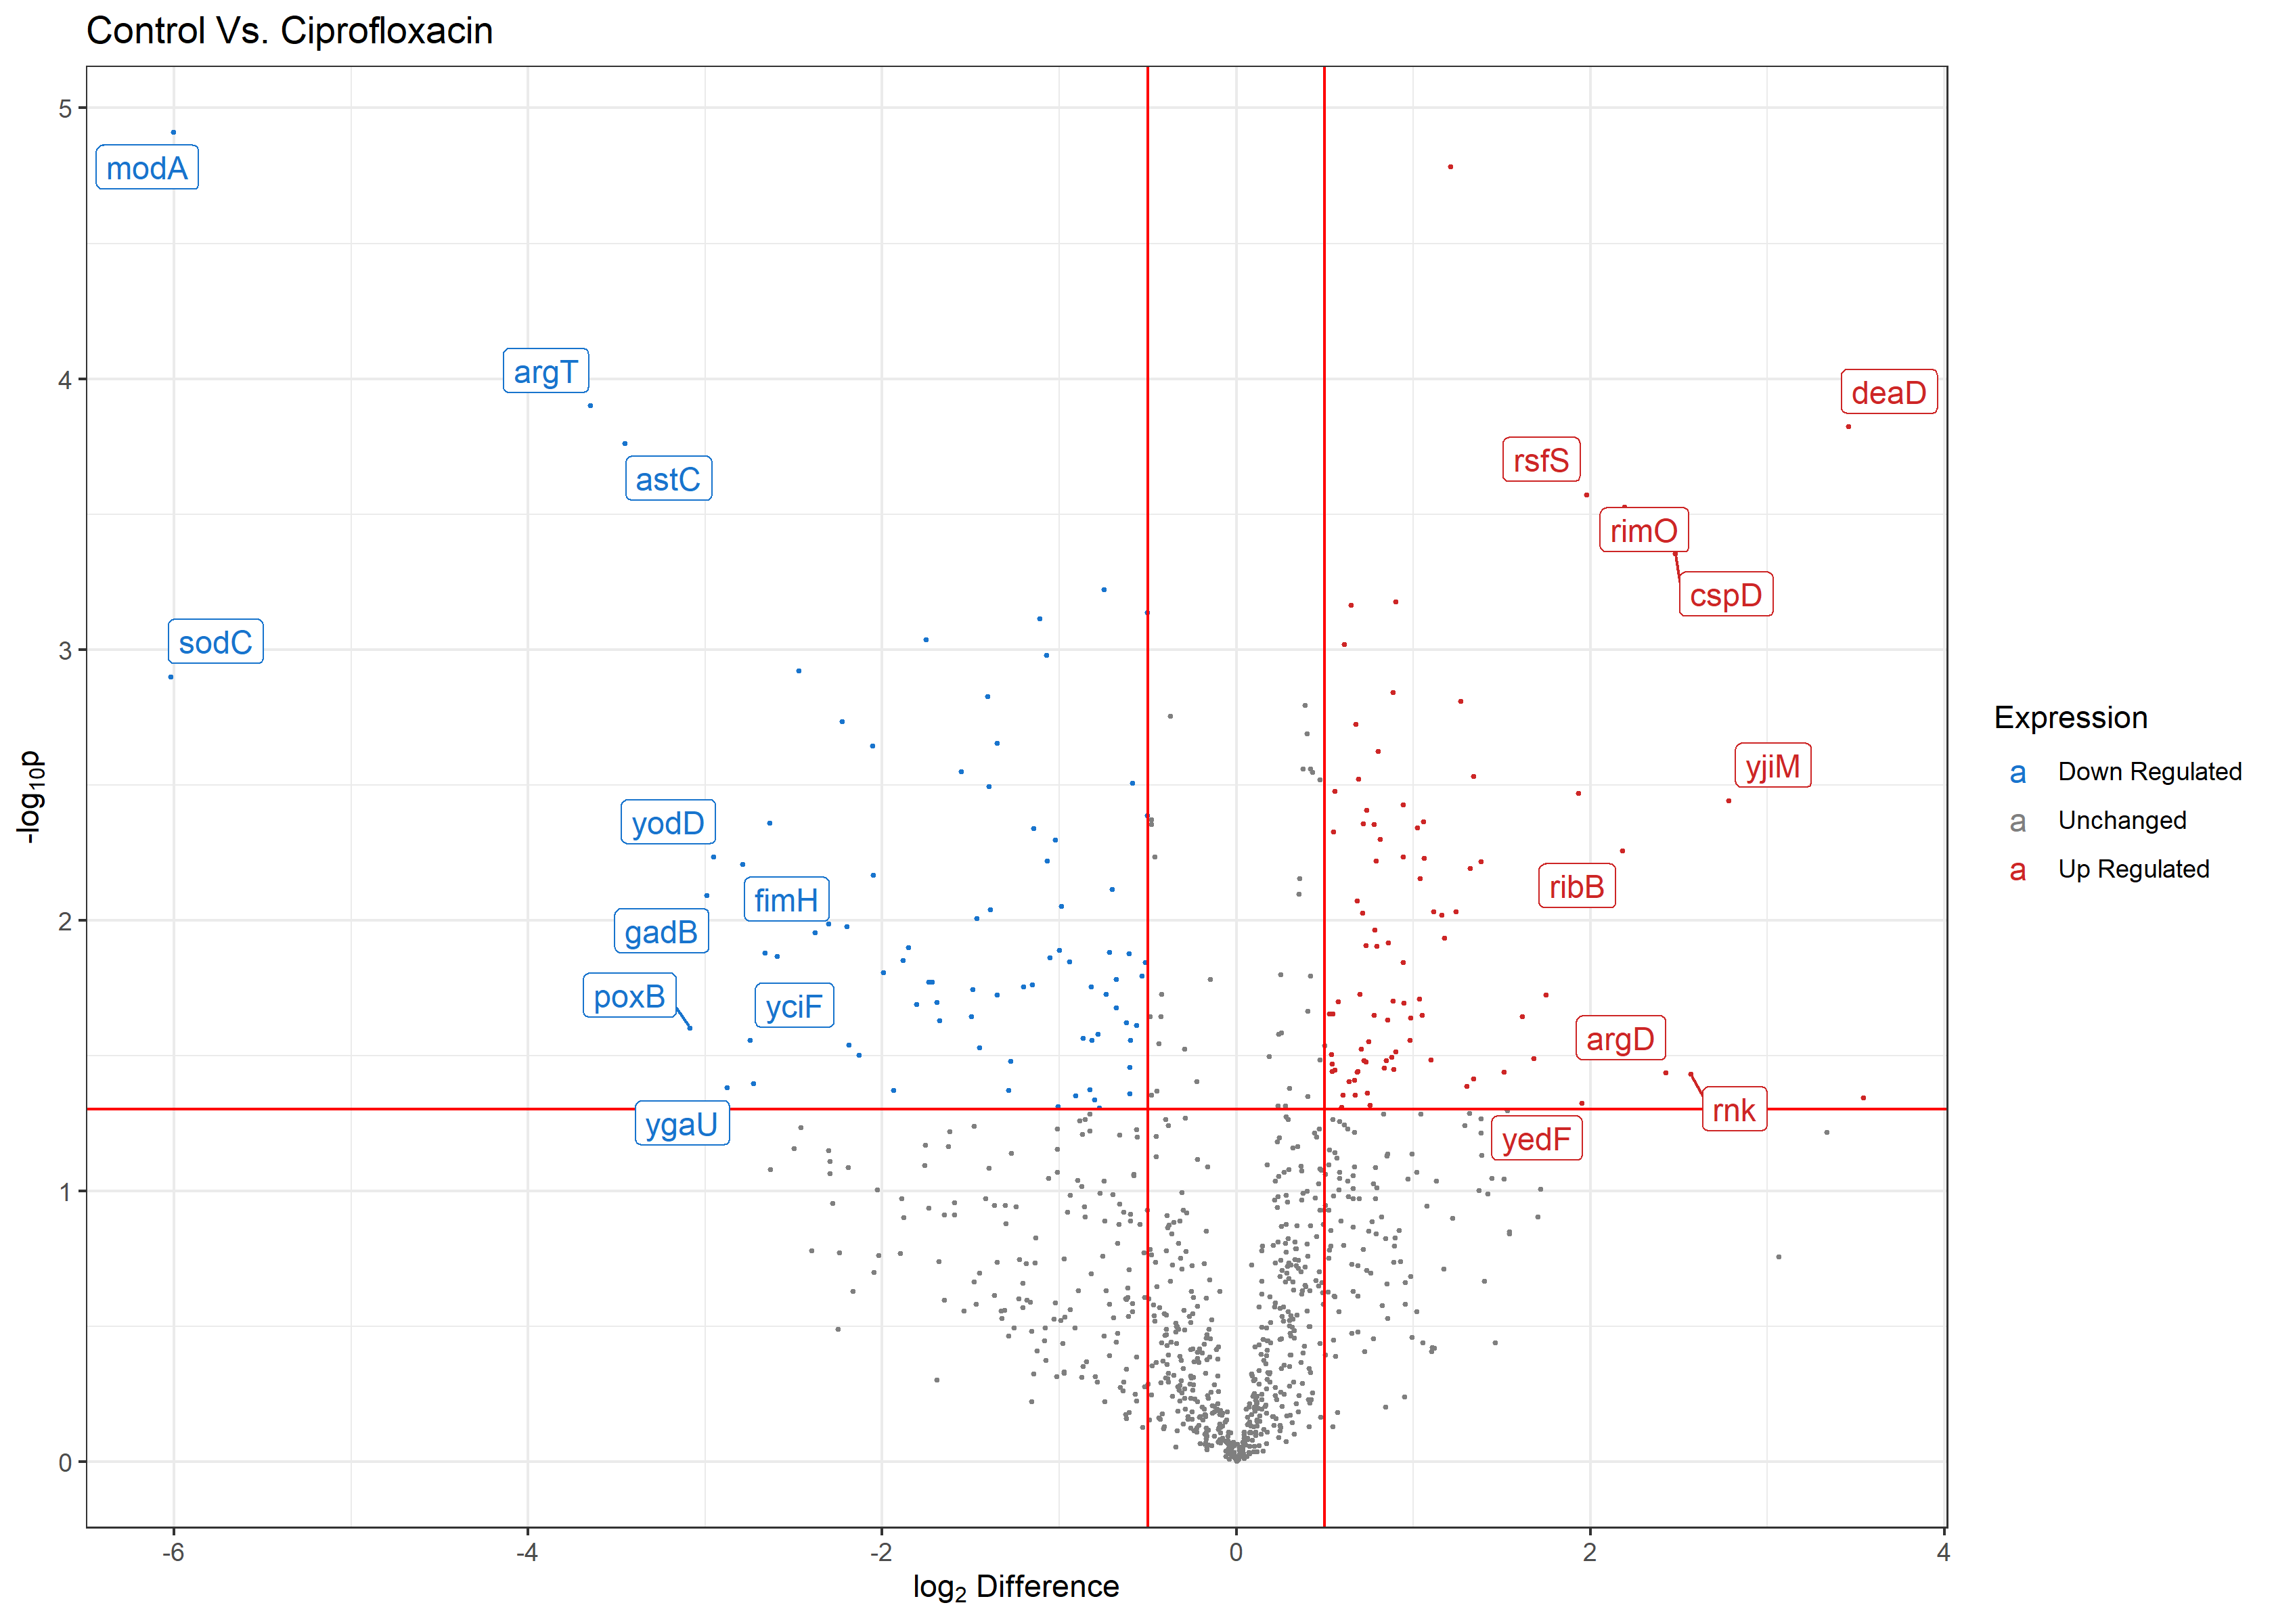 Control Vs. Ciprofloxacin
5
modA
argT
4
deaD
rsfS
astC
rimO
cspD
sodC
3
Expression
yjiM
a Down Regulated
-log10p
yodD
a Unchanged
a Up Regulated
ribB
fimH
2
gadB
poxB
yciF
argD
rnk
ygaU
yedF
1
0
-6 -4 -2 0 2 4
log2 Difference